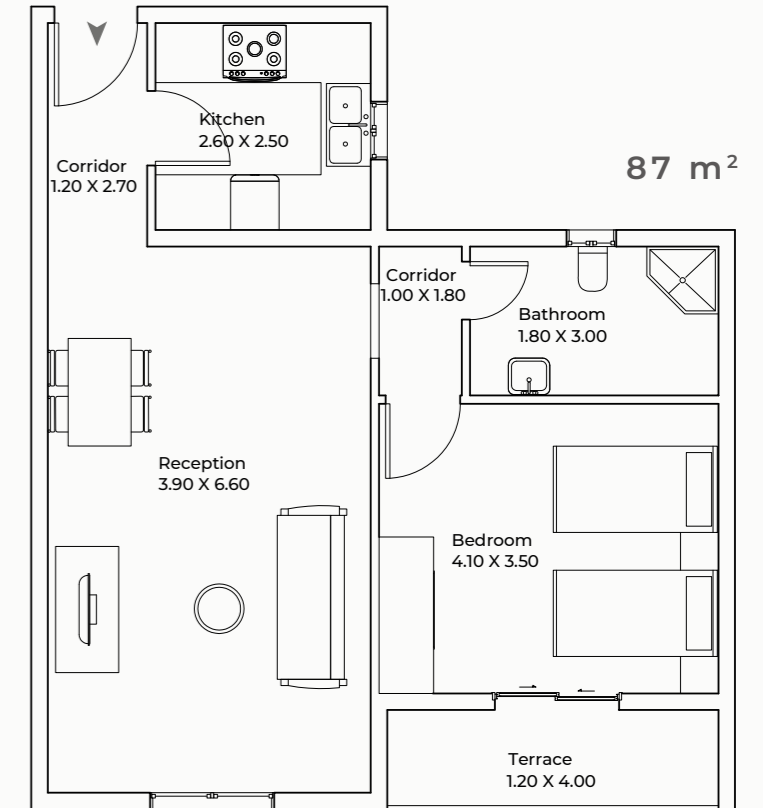 Kitchen
2.60 X 2.50
Corridor
1.20 X 2.70
87 m²
Corridor
1.00 X 1.80
Bathroom
1.80 X 3.00
Reception
3.90 X 6.60
Bedroom
4.10 X 3.50
Terrace
1.20 X 4.00